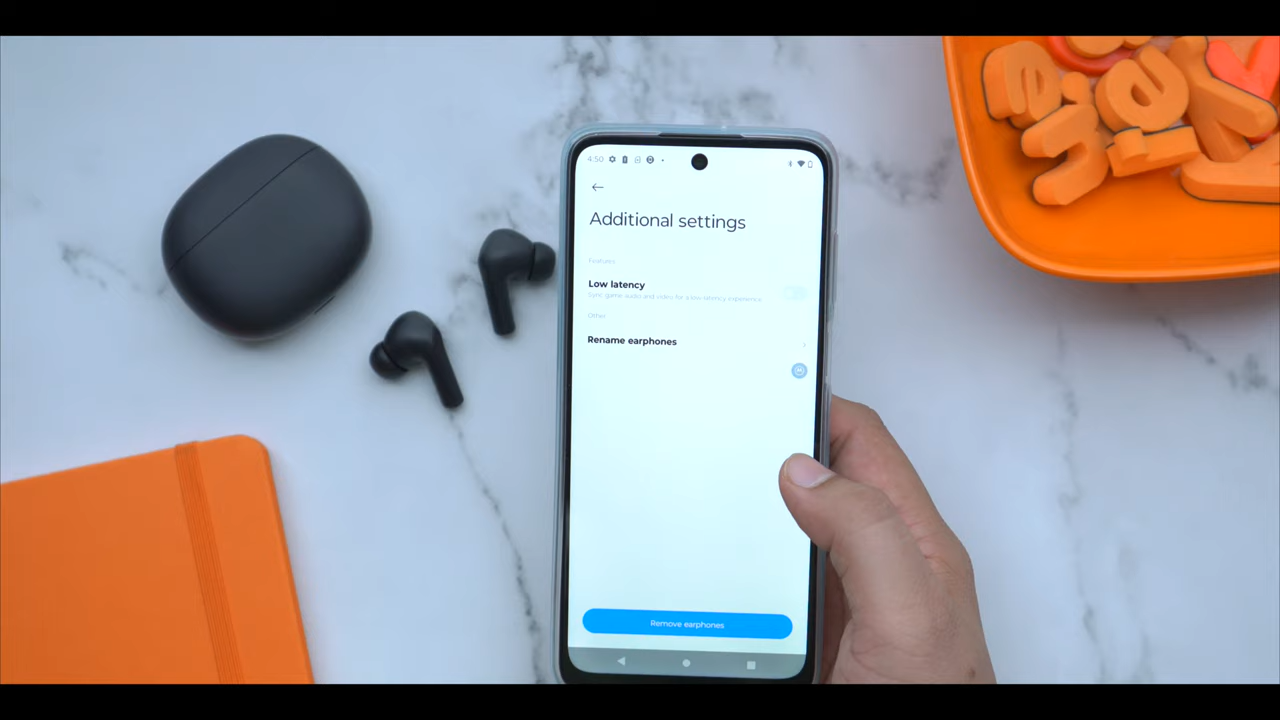 4:50
Additional settings
Features
Low latency
Sync game audio and video for a low-latency experience
Other
Rename earphones
Remove earphones